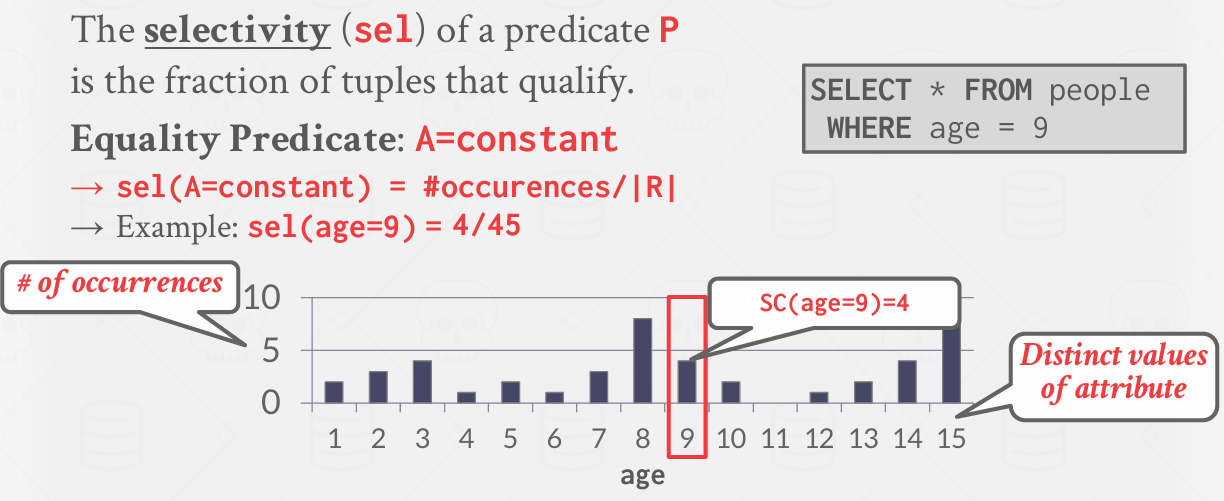 The selectivity (sel) of a predicate P
is the fraction of tuples that qualify.
SELECT * FROM people
WHERE age = 9
Equality Predicate: A=constant
→ sel(A=constant) = #occurences/|R|
→ Example: sel(age=9) = 4/45
# of occurrences
10
5
0
SC(age=9)=4
Distinct values
of attribute
1 2 3 4 5 6 7 8 9 10 11 12 13 14 15
age